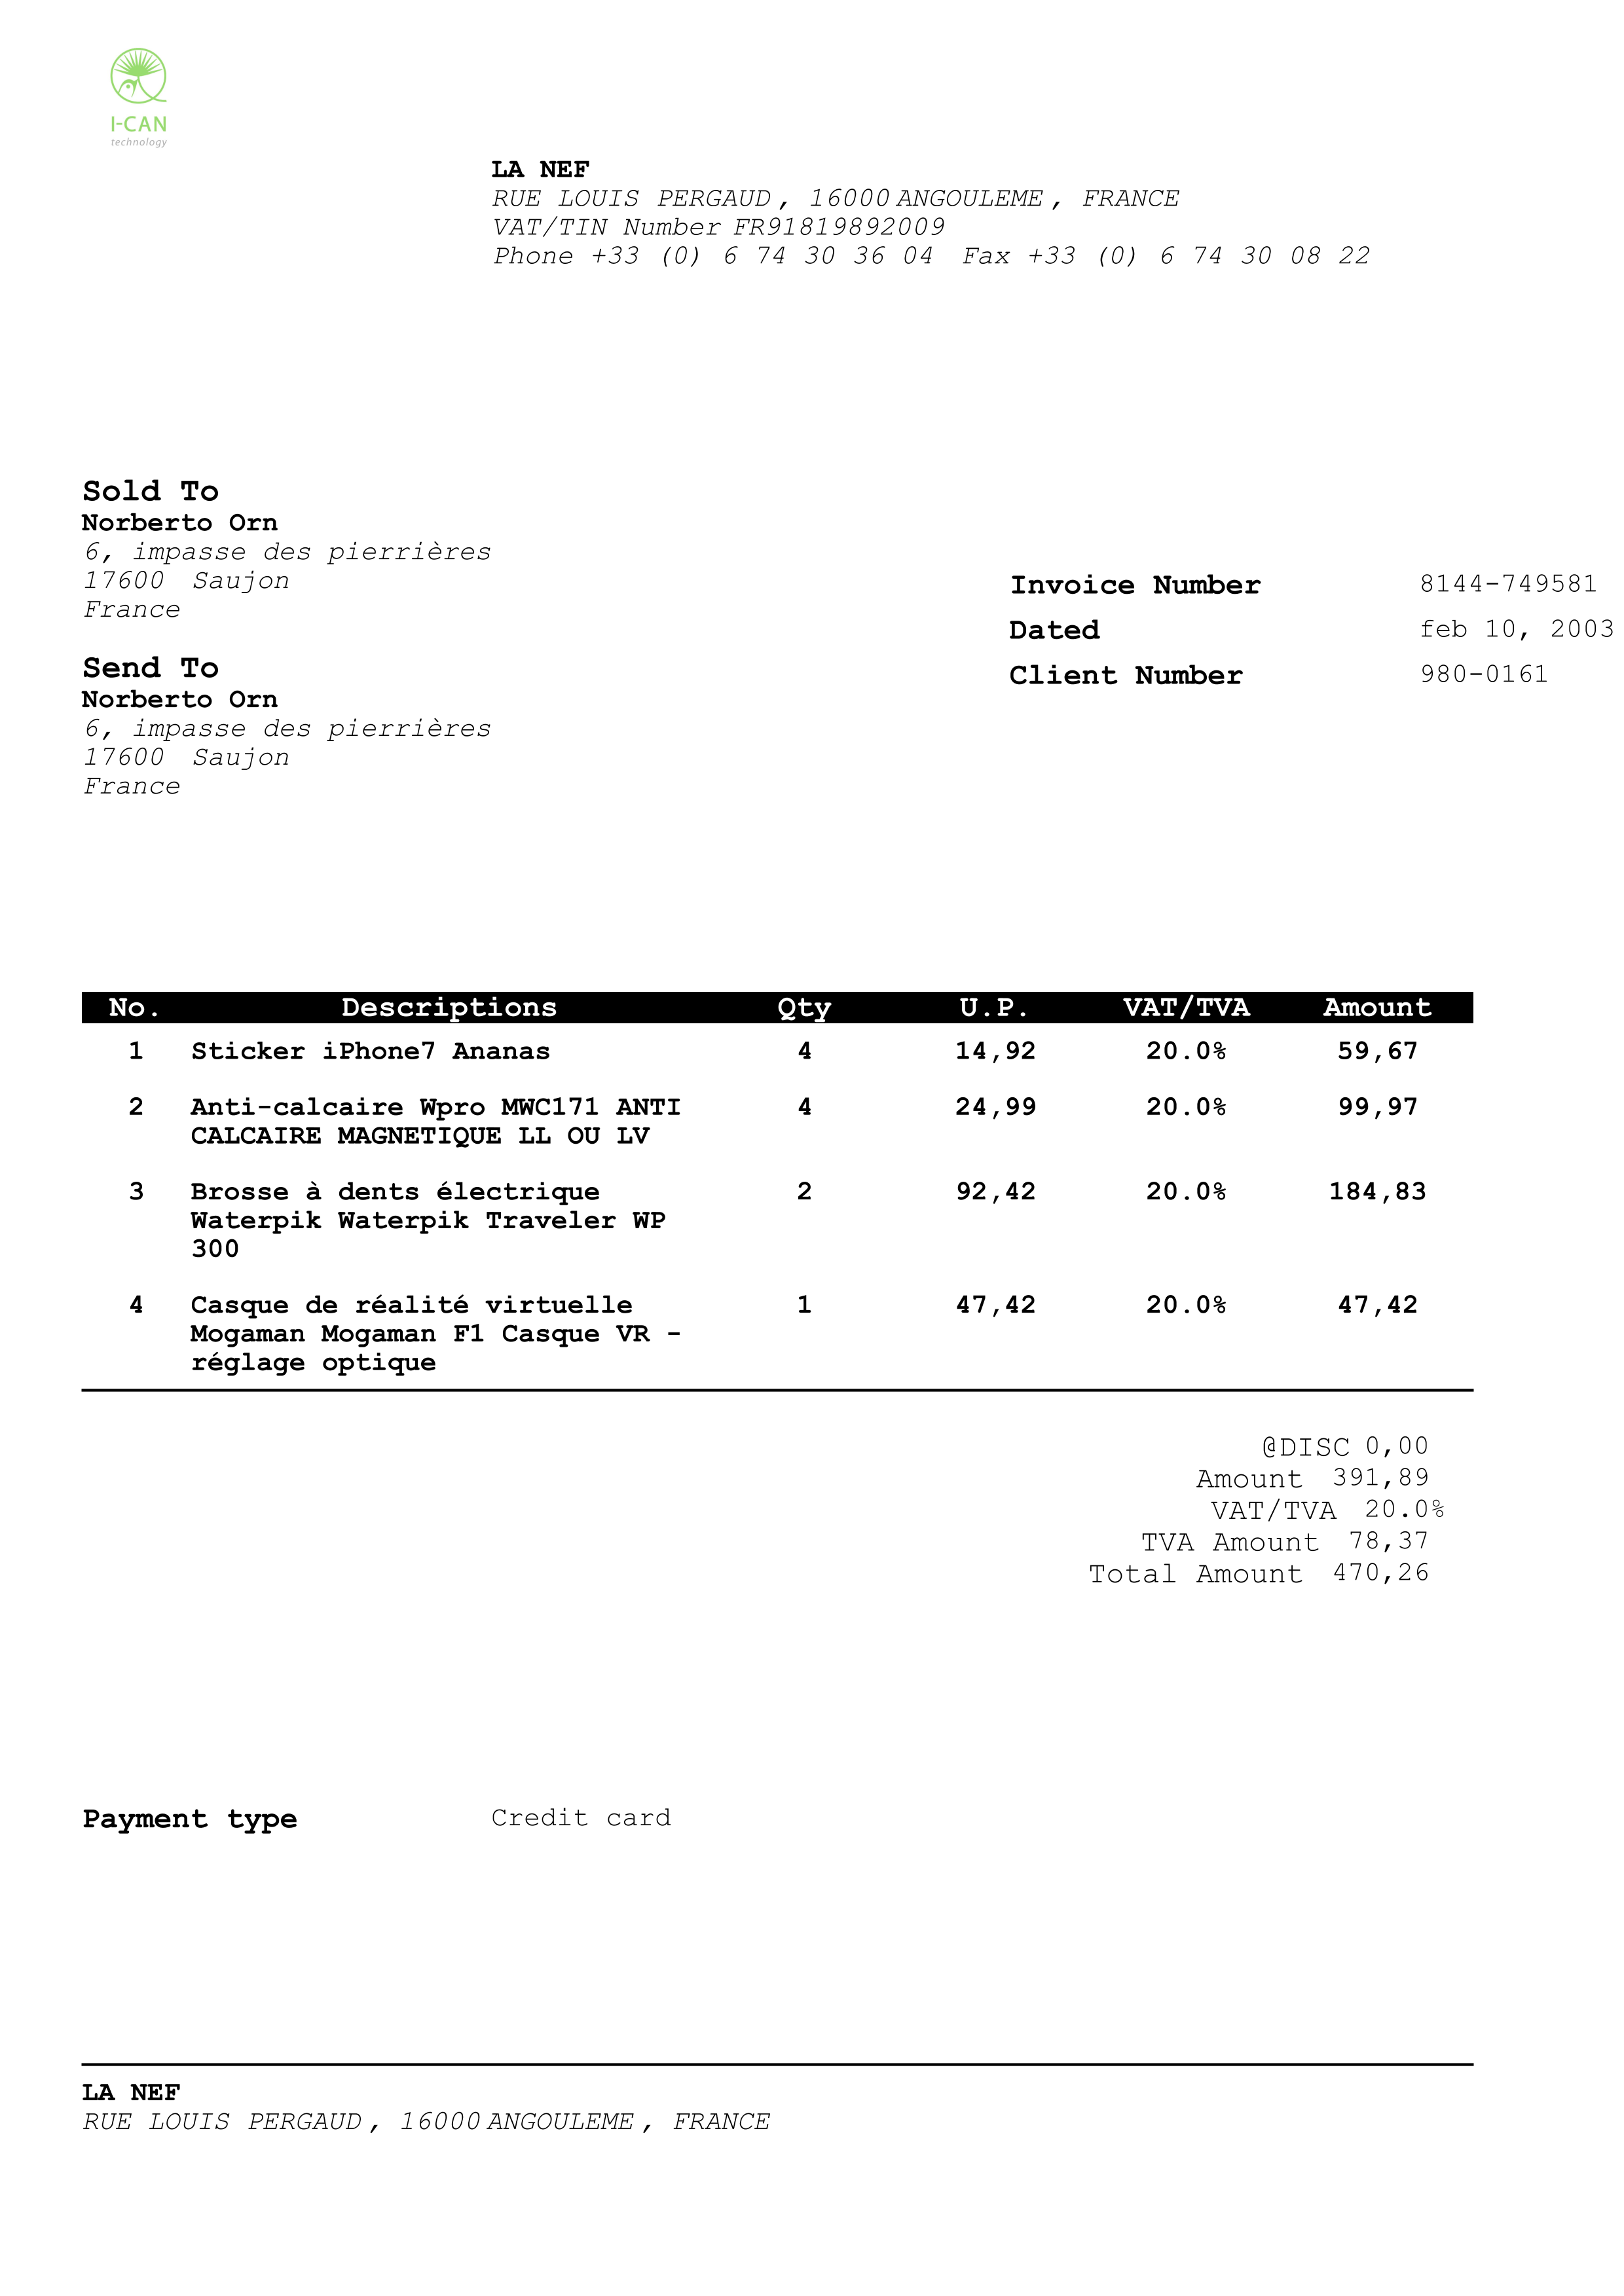 I-CAN
technology
LA NEF
RUE LOUIS PERGAUD, 16000 ANGOULEME, FRANCE
VAT/TIN Number FR91819892009
Phone +33 (0) 6 74 30 36 04 Fax +33 (0) 6 74 30 08 22
Sold To
Norberto Orn
6, impasse des pierrières
17600 Saujon
France
Send To
Norberto Orn
6, impasse des pierrières
17600 Saujon
France
Invoice Number 8144-749581
Dated feb 10, 2003
Client Number 980-0161
No. Descriptions Qty U.P. VAT/TVA Amount
1 Sticker iPhone7 Ananas 4 14,92 20.0% 59,67
2 Anti-calcaire Wpro MWC171 ANTI 4 24,99 20.0% 99,97
CALCAIRE MAGNETIQUE LL OU LV
3 Brosse à dents électrique 2 92,42 20.0% 184,83
Waterpik Waterpik Traveler WP
300
4 Casque de réalité virtuelle 1 47,42 20.0% 47,42
Mogaman Mogaman F1 Casque VR -
réglage optique
@DISC 0,00
Amount 391,89
VAT/TVA 20.0%
TVA Amount 78,37
Total Amount 470,26
Payment type Credit card
LA NEF
RUE LOUIS PERGAUD, 16000 ANGOULEME, FRANCE